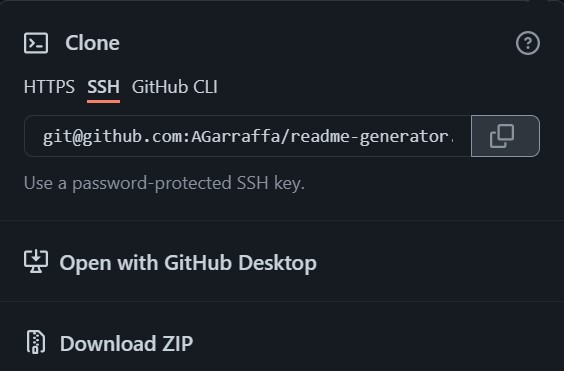 Clone
HTTPS SSH GitHub CLI
git@github.com:AGarraffa/readme-generator.
Use a password-protected SSH key.
Open with GitHub Desktop
Download ZIP